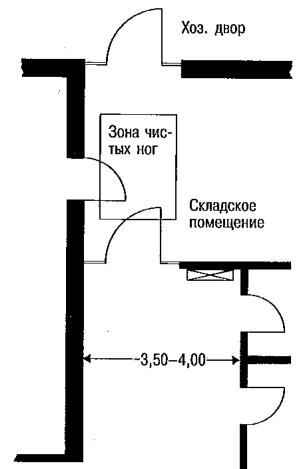 Хоз. двор
Зона чис-
тых ног
Складское
помещение
~3,50–4,00